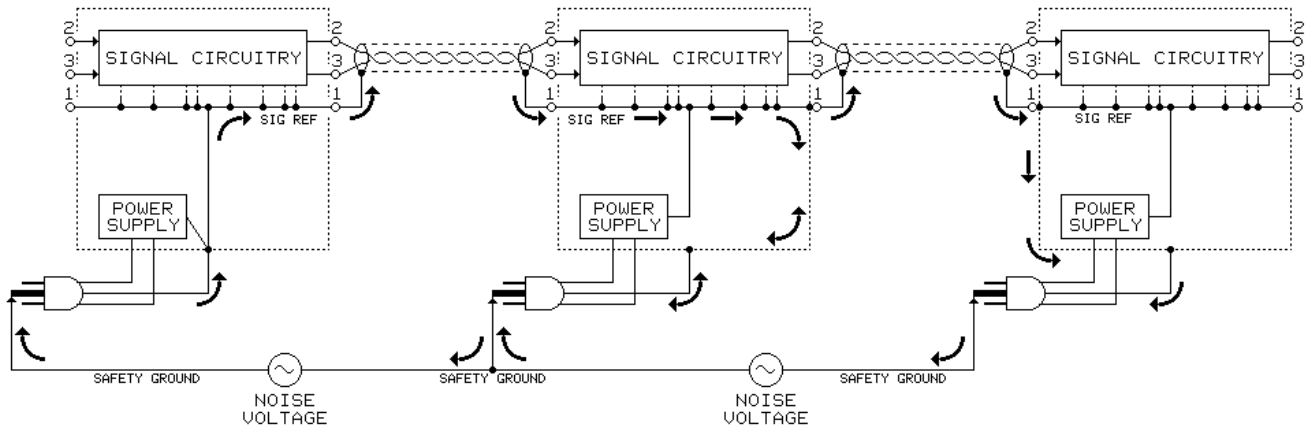 2 2 2 2 2 2
SIGNAL CIRCUITRY SIGNAL CIRCUITRY SIGNAL CIRCUITRY
3 3 3 3 3 3
1 1 1 1 1 1
SIG REF SIG REF SIG REF
POWER SUPPLY POWER SUPPLY POWER SUPPLY
SAFETY GROUND SAFETY GROUND SAFETY GROUND
NOISE VOLTAGE NOISE VOLTAGE